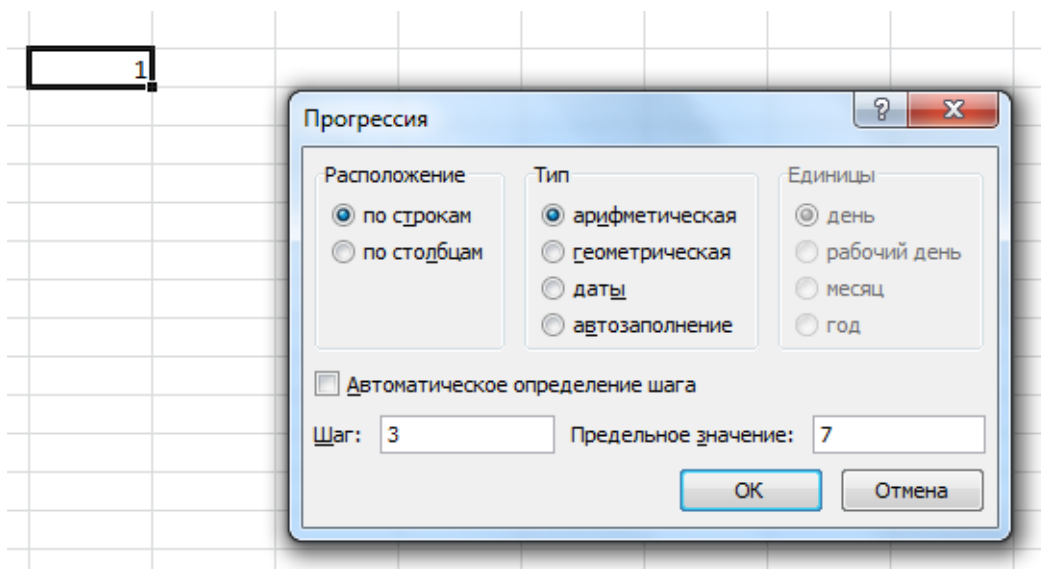 1
Прогрессия
Расположение
по строкам
по столбцам
Тип
арифметическая
геометрическая
даты
автозаполнение
Единицы
день
рабочий день
месяц
год
Автоматическое определение шага
Шаг: 3 Предельное значение: 7
ОК Отмена